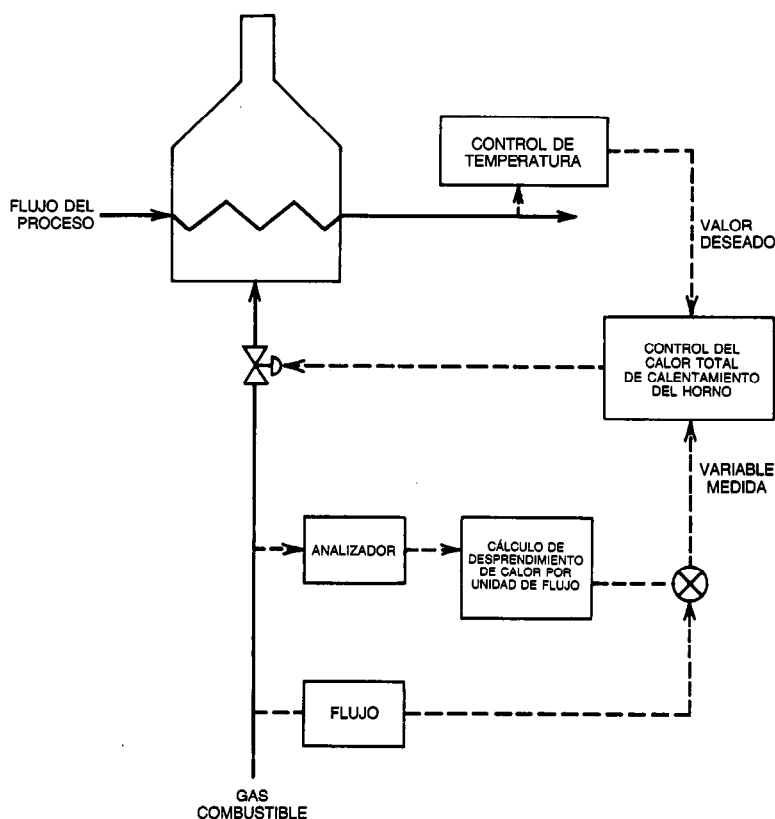 CONTROL DE
TEMPERATURA
FLUJO DEL
PROCESO
VALOR
DESEADO
CONTROL DEL
CALOR TOTAL
DE CALENTAMIENTO
DEL HORNO
VARIABLE
MEDIDA
ANALIZADOR
CÁLCULO DE
DESPRENDIMIENTO
DE CALOR POR
UNIDAD DE FLUJO
FLUJO
GAS
COMBUSTIBLE